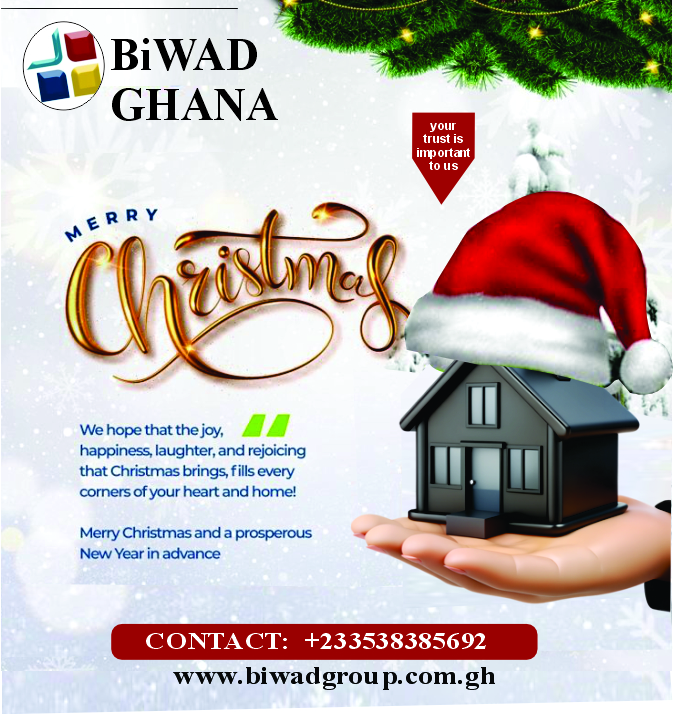 BiWAD
GHANA
your
trust is
important
to us
MERRY
Christmas
We hope that the joy,
happiness, laughter, and rejoicing
that Christmas brings, fills every
corners of your heart and home!
Merry Christmas and a prosperous
New Year in advance
CONTACT: +233538385692
www.biwadgroup.com.gh